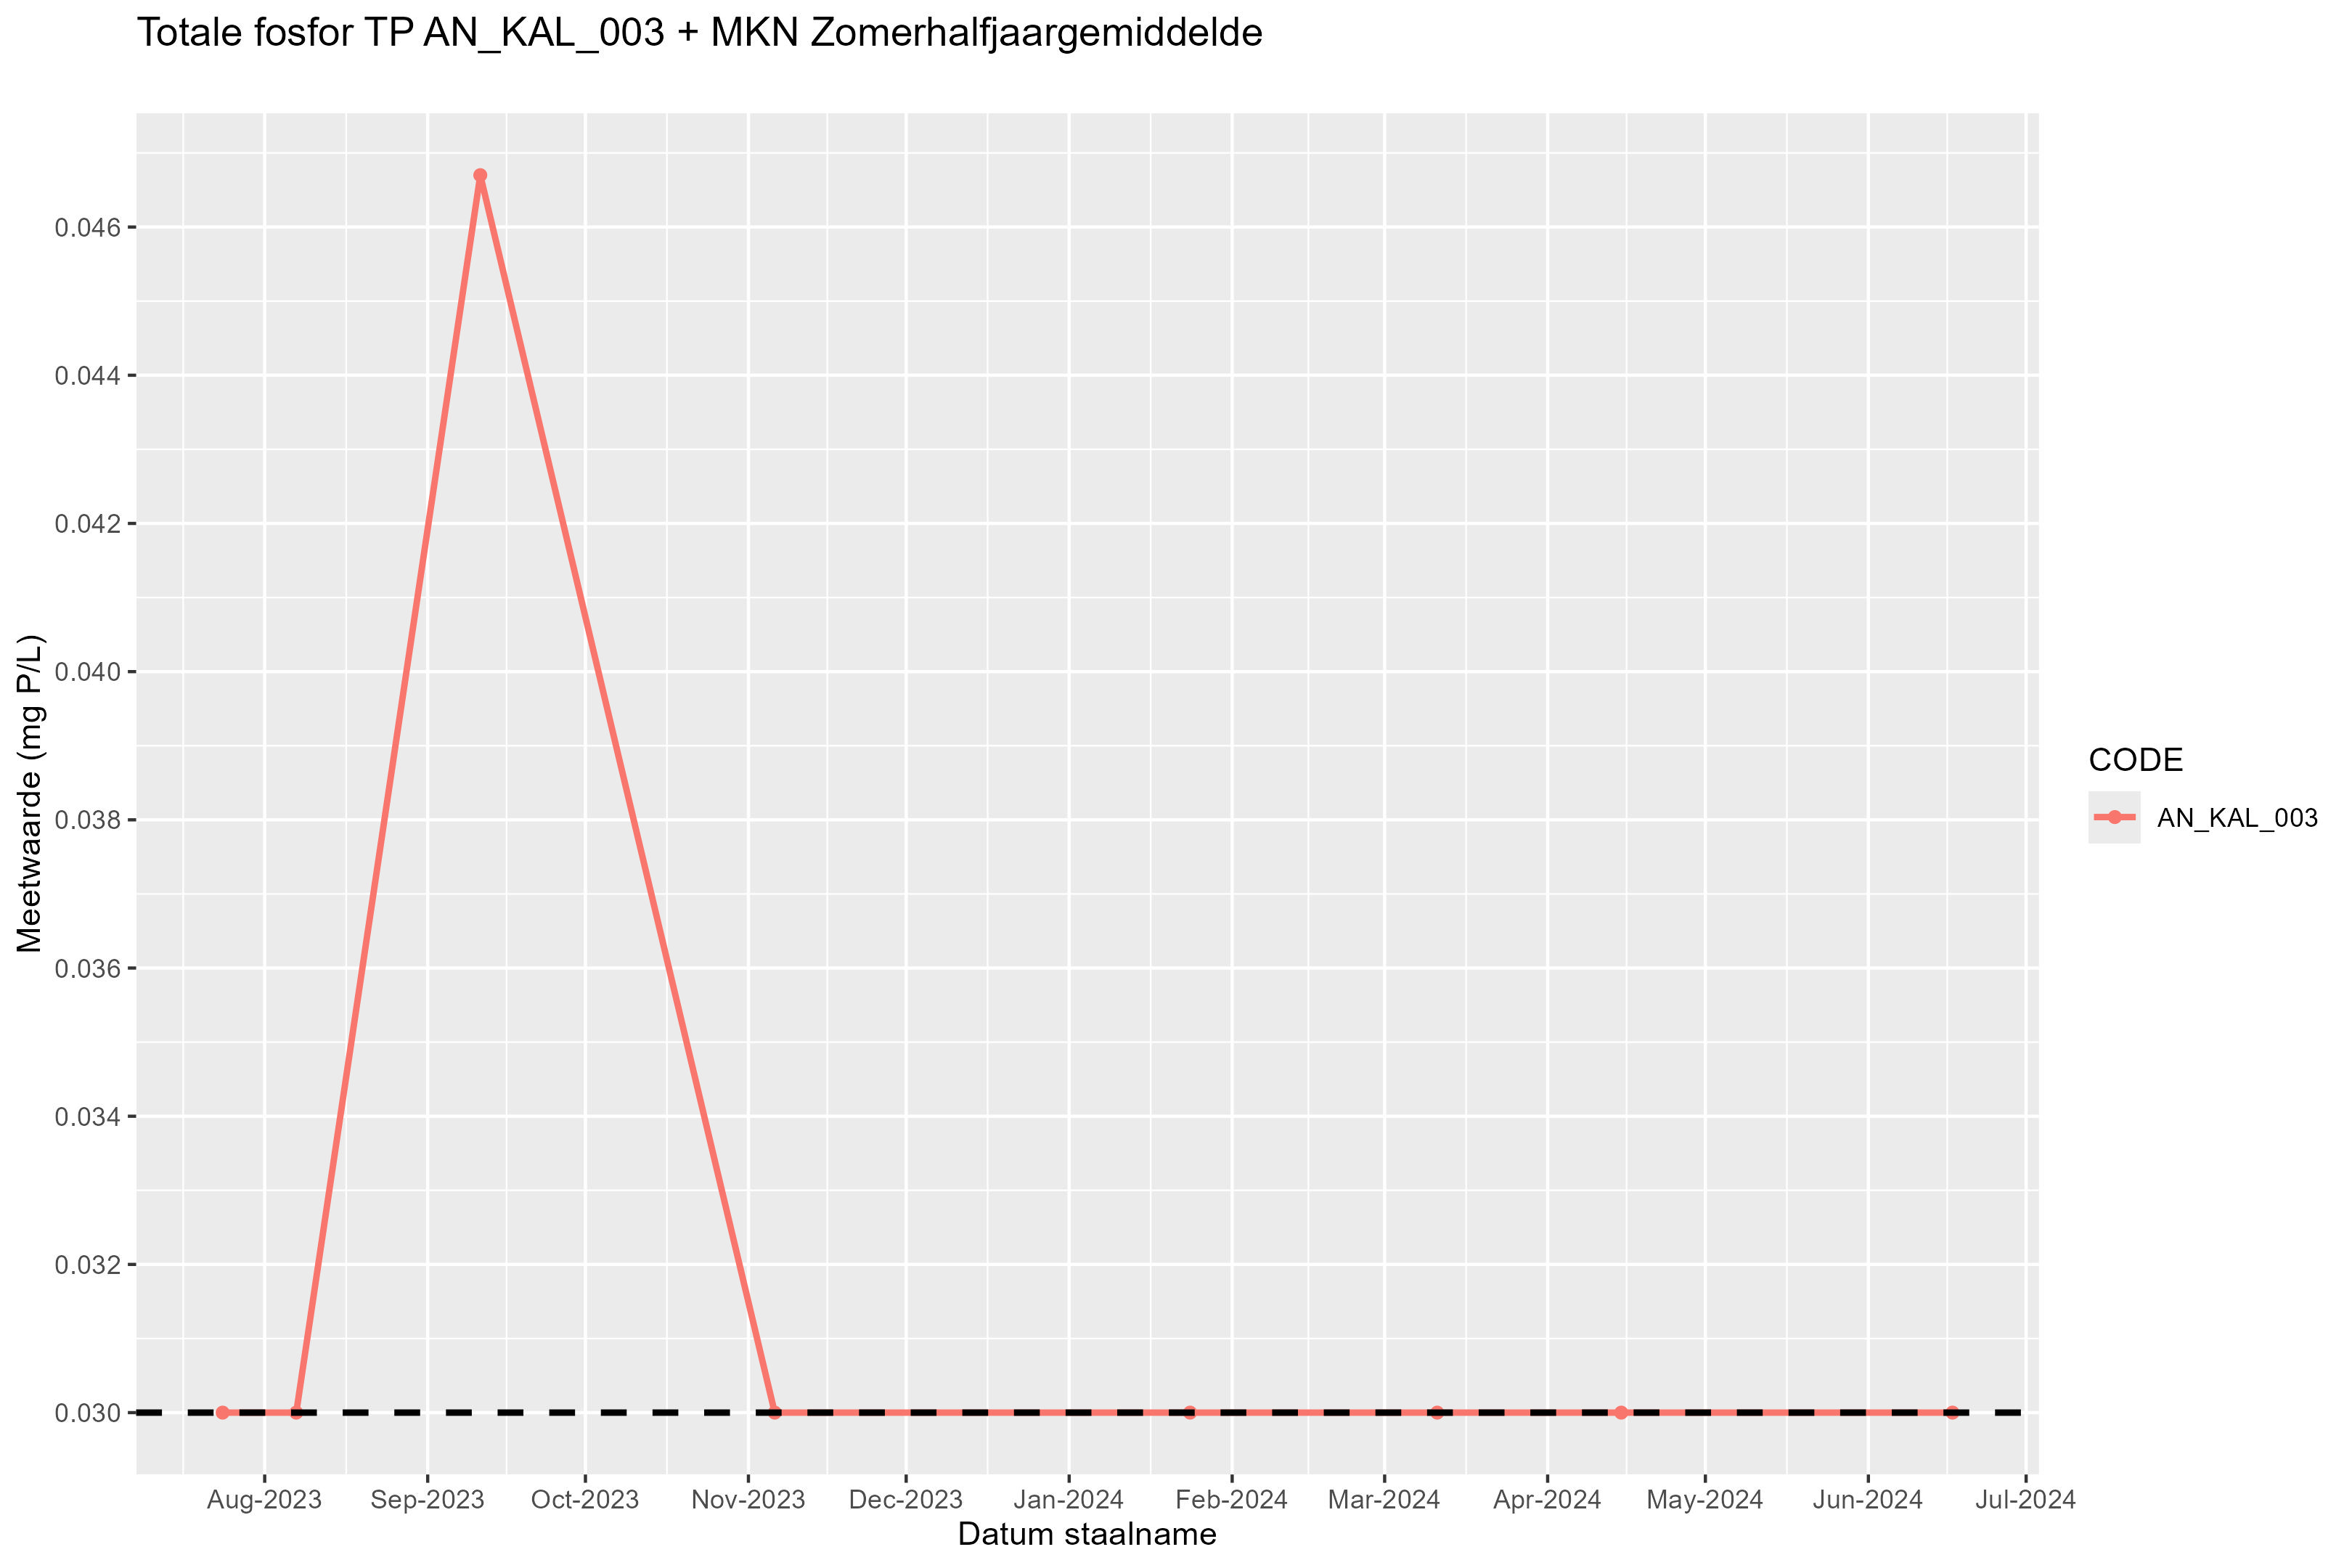 Totale fosfor TP AN_KAL_003 + MKN Zomerhalfjaargemiddelde
Meetwaarde (mg P/L)
0.046
0.044
0.042
0.040
0.038
0.036
0.034
0.032
0.030
Aug-2023 Sep-2023 Oct-2023 Nov-2023 Dec-2023 Jan-2024 Feb-2024 Mar-2024 Apr-2024 May-2024 Jun-2024 Jul-2024
Datum staalname
CODE
AN_KAL_003